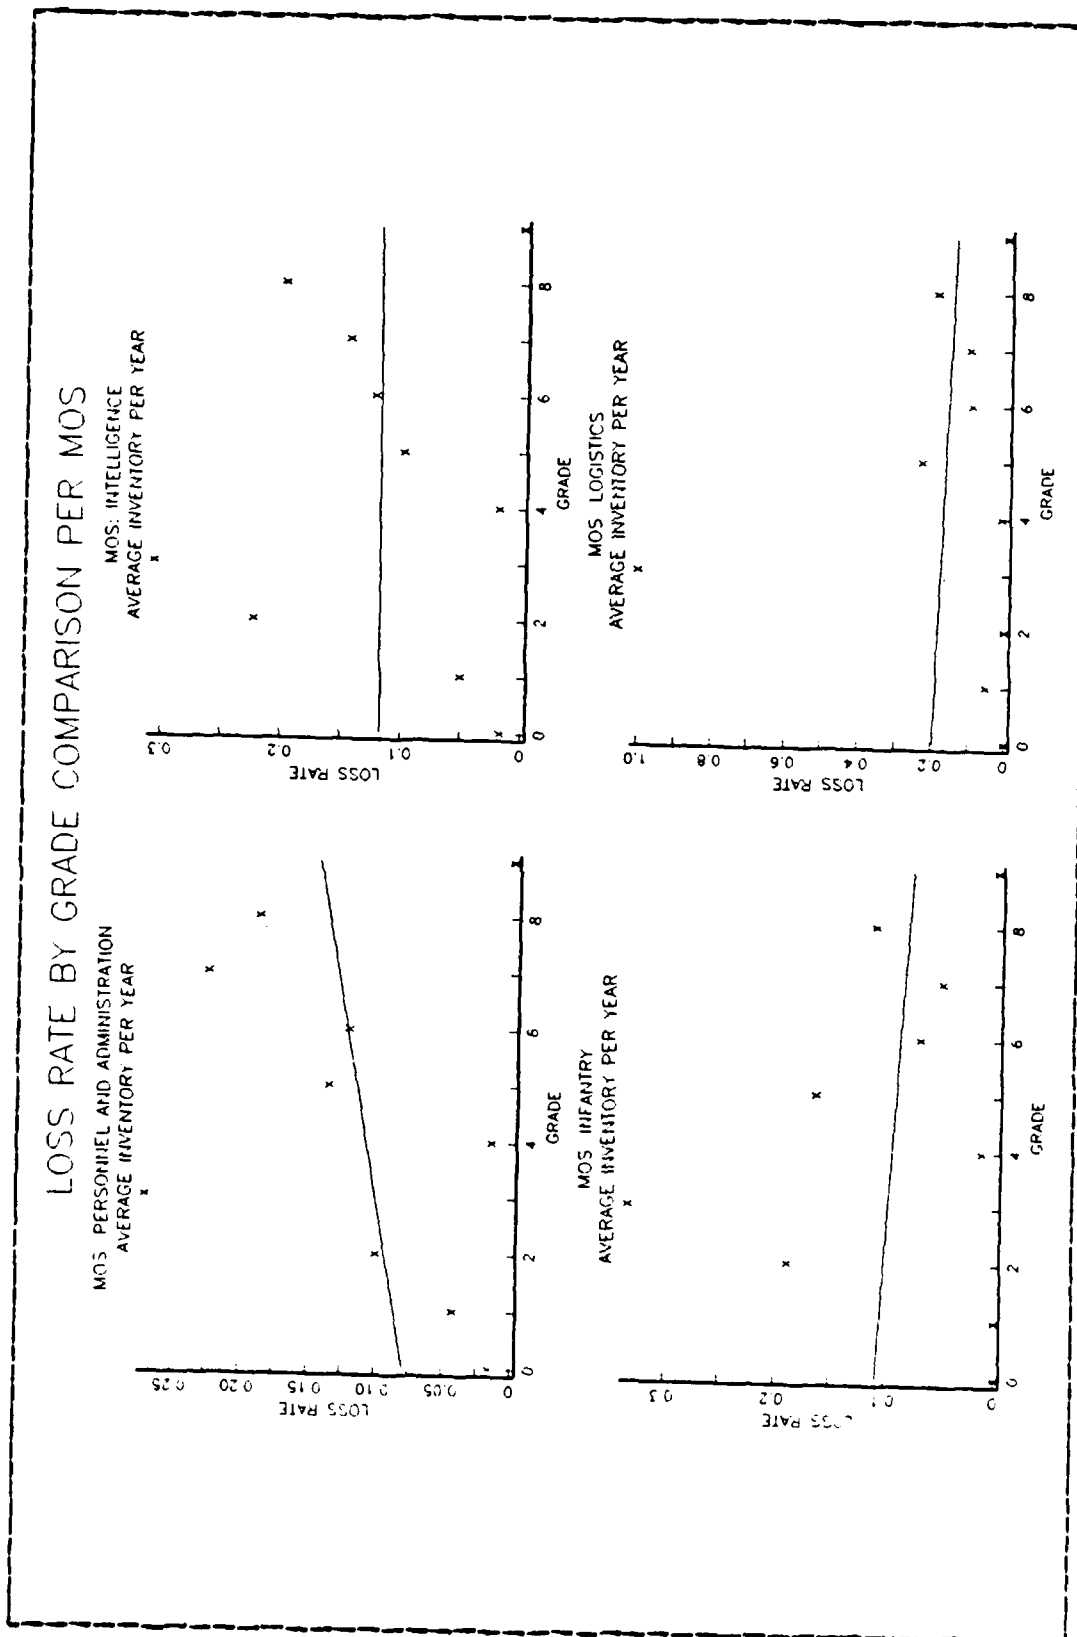 LOSS RATE BY GRADE COMPARISON PER MOS
MOS PERSONNEL AND ADMINISTRATION
AVERAGE INVENTORY PER YEAR
LOSS RATE
0 0.05 0.10 0.15 0.20 0.25
0 2 4 6 8
GRADE
MOS: INTELLIGENCE
AVERAGE INVENTORY PER YEAR
LOSS RATE
0 0.1 0.2 0.3
0 2 4 6 8
GRADE
MOS INFANTRY
AVERAGE INVENTORY PER YEAR
LOSS RATE
0 0.1 0.2 0.3
0 2 4 6 8
GRADE
MOS LOGISTICS
AVERAGE INVENTORY PER YEAR
LOSS RATE
0 0.2 0.4 0.6 0.8 1.0
0 2 4 6 8
GRADE